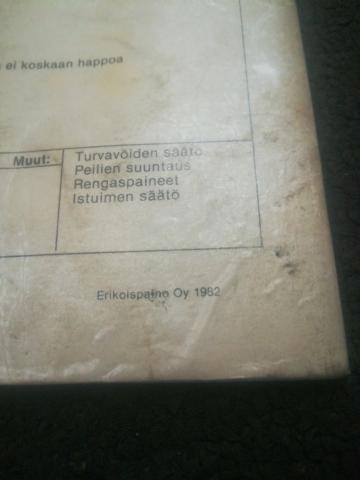 ei koskaan happoa
Muut: Turvavöiden säätö
Peilien suuntaus
Rengaspaineet
Istuimen säätö
Erikoispaino Oy 1982